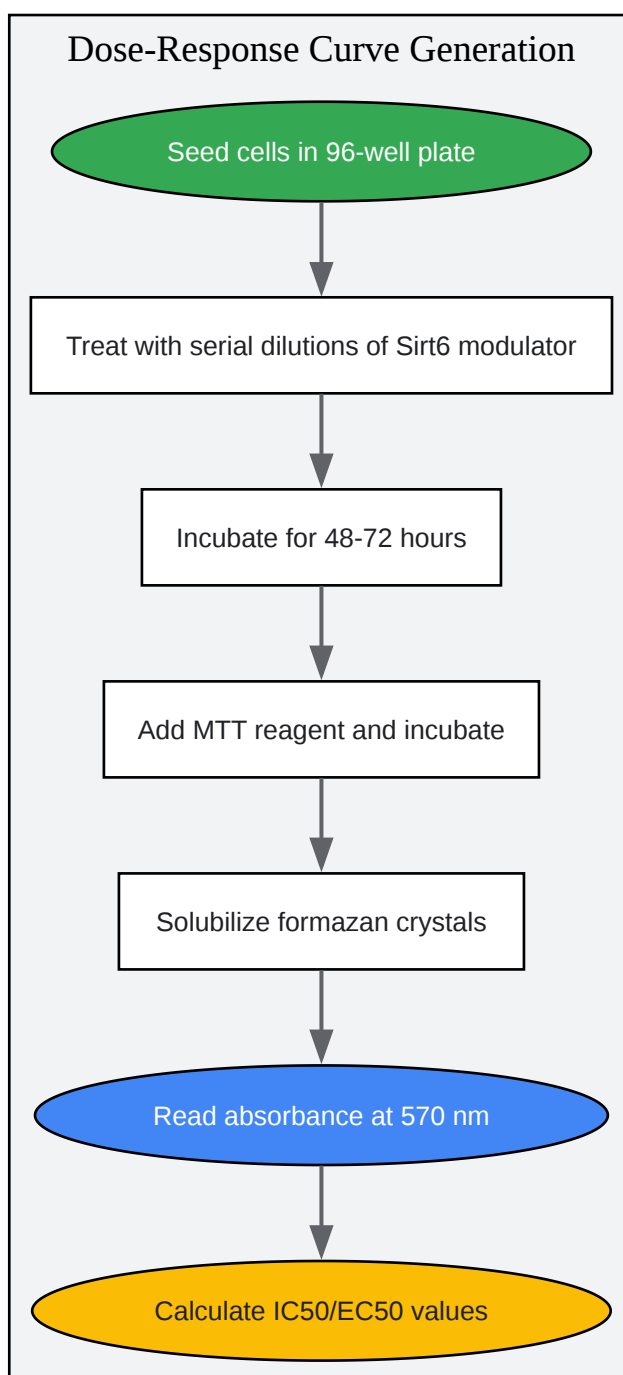 Dose-Response Curve Generation
Seed cells in 96-well plate
Treat with serial dilutions of Sirt6 modulator
Incubate for 48-72 hours
Add MTT reagent and incubate
Solubilize formazan crystals
Read absorbance at 570 nm
Calculate IC50/EC50 values